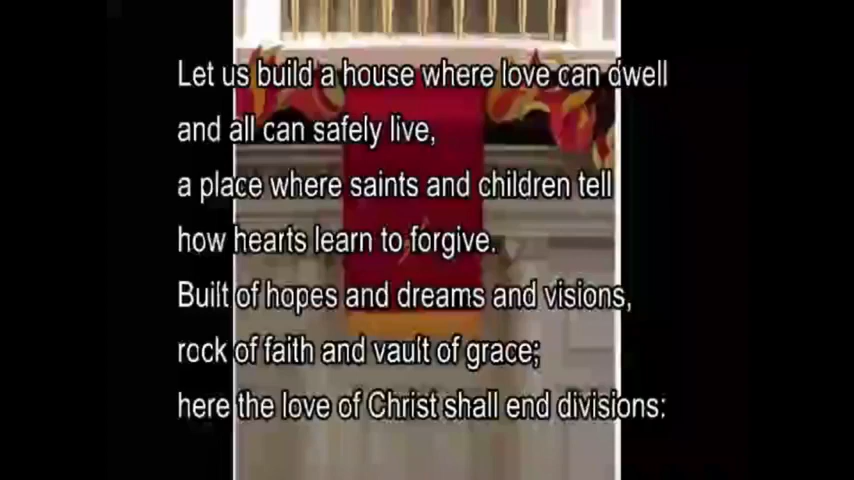 Let us build a house where love can dwell
and all can safely live,
a place where saints and children tell
how hearts learn to forgive.
Built of hopes and dreams and visions,
rock of faith and vault of grace;
here the love of Christ shall end divisions: